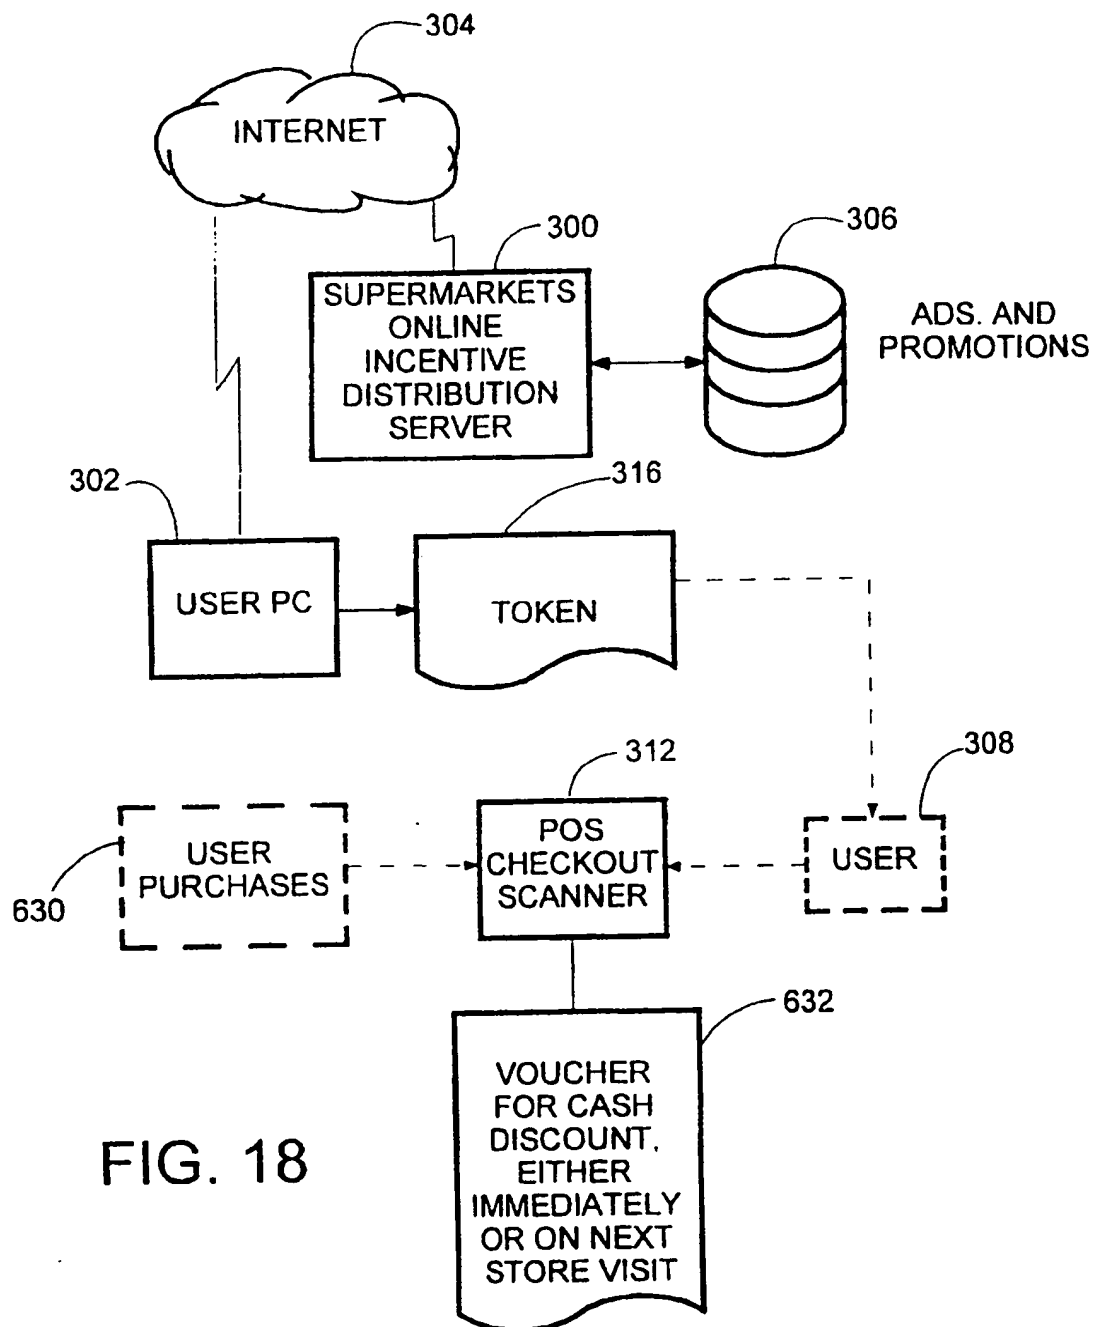 304
INTERNET
300
306
SUPERMARKETS
ONLINE
INCENTIVE
DISTRIBUTION
SERVER
ADS. AND
PROMOTIONS
302
316
USER PC
TOKEN
312
308
USER
PURCHASES
POS
CHECKOUT
SCANNER
USER
630
632
VOUCHER
FOR CASH
DISCOUNT,
EITHER
IMMEDIATELY
OR ON NEXT
STORE VISIT
FIG. 18